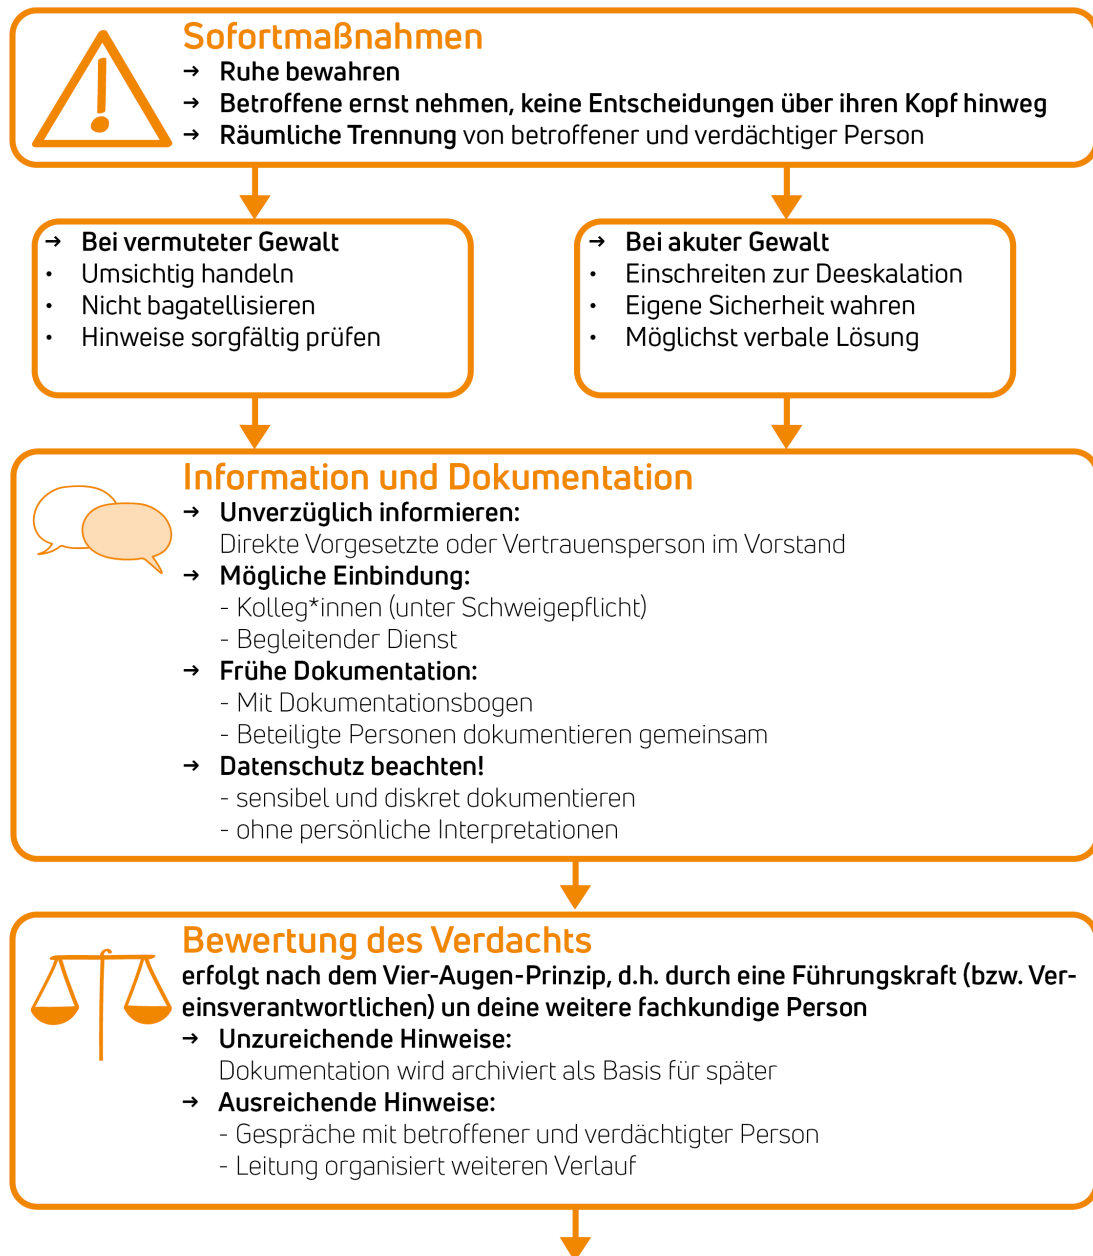 Sofortmaßnahmen
→ Ruhe bewahren
→ Betroffene ernst nehmen, keine Entscheidungen über ihren Kopf hinweg
→ Räumliche Trennung von betroffener und verdächtiger Person
→ Bei vermuteter Gewalt
• Umsichtig handeln
• Nicht bagatellisieren
• Hinweise sorgfältig prüfen
→ Bei akuter Gewalt
• Einschreiten zur Deeskalation
• Eigene Sicherheit wahren
• Möglichst verbale Lösung
Information und Dokumentation
→ Unverzüglich informieren:
Direkte Vorgesetzte oder Vertrauensperson im Vorstand
→ Mögliche Einbindung:
- Kolleg*innen (unter Schweigepflicht)
- Begleitender Dienst
→ Frühe Dokumentation:
- Mit Dokumentationsbogen
- Beteiligte Personen dokumentieren gemeinsam
→ Datenschutz beachten!
- sensibel und diskret dokumentieren
- ohne persönliche Interpretationen
Bewertung des Verdachts
erfolgt nach dem Vier-Augen-Prinzip, d.h. durch eine Führungskraft (bzw. Ver-
einsverantwortlichen) un deine weitere fachkundige Person
→ Unzureichende Hinweise:
Dokumentation wird archiviert als Basis für später
→ Ausreichende Hinweise:
- Gespräche mit betroffener und verdächtigter Person
- Leitung organisiert weiteren Verlauf